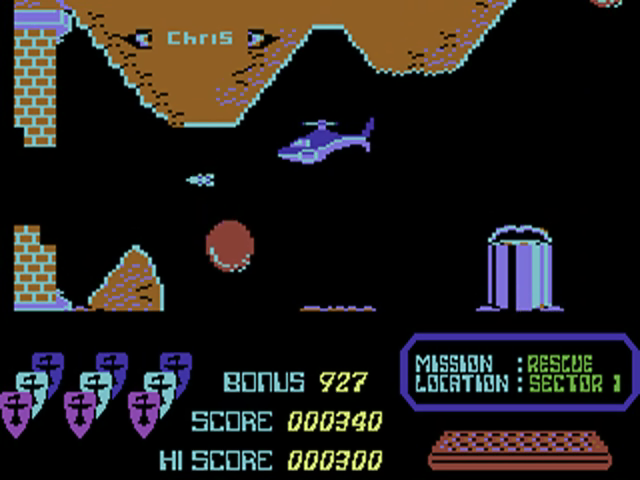 Chris
MISSION : RESCUE
LOCATION : SECTOR 1
BONUS 927
SCORE 000340
HI SCORE 000300